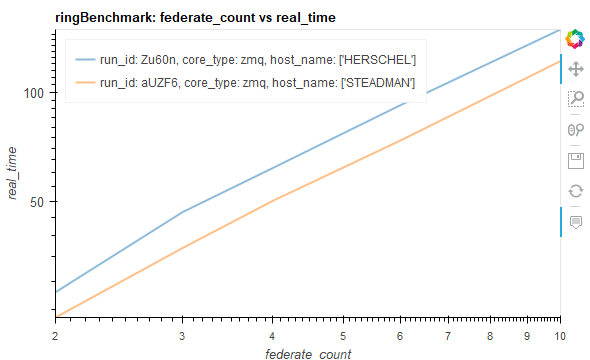 ringBenchmark: federate_count vs real_time
run_id: Zu60n, core_type: zmq, host_name: ['HERSCHEL']
run_id: aUZF6, core_type: zmq, host_name: ['STEADMAN']
100
50
real_time
2 3 4 5 6 7 8 9 10
federate_count